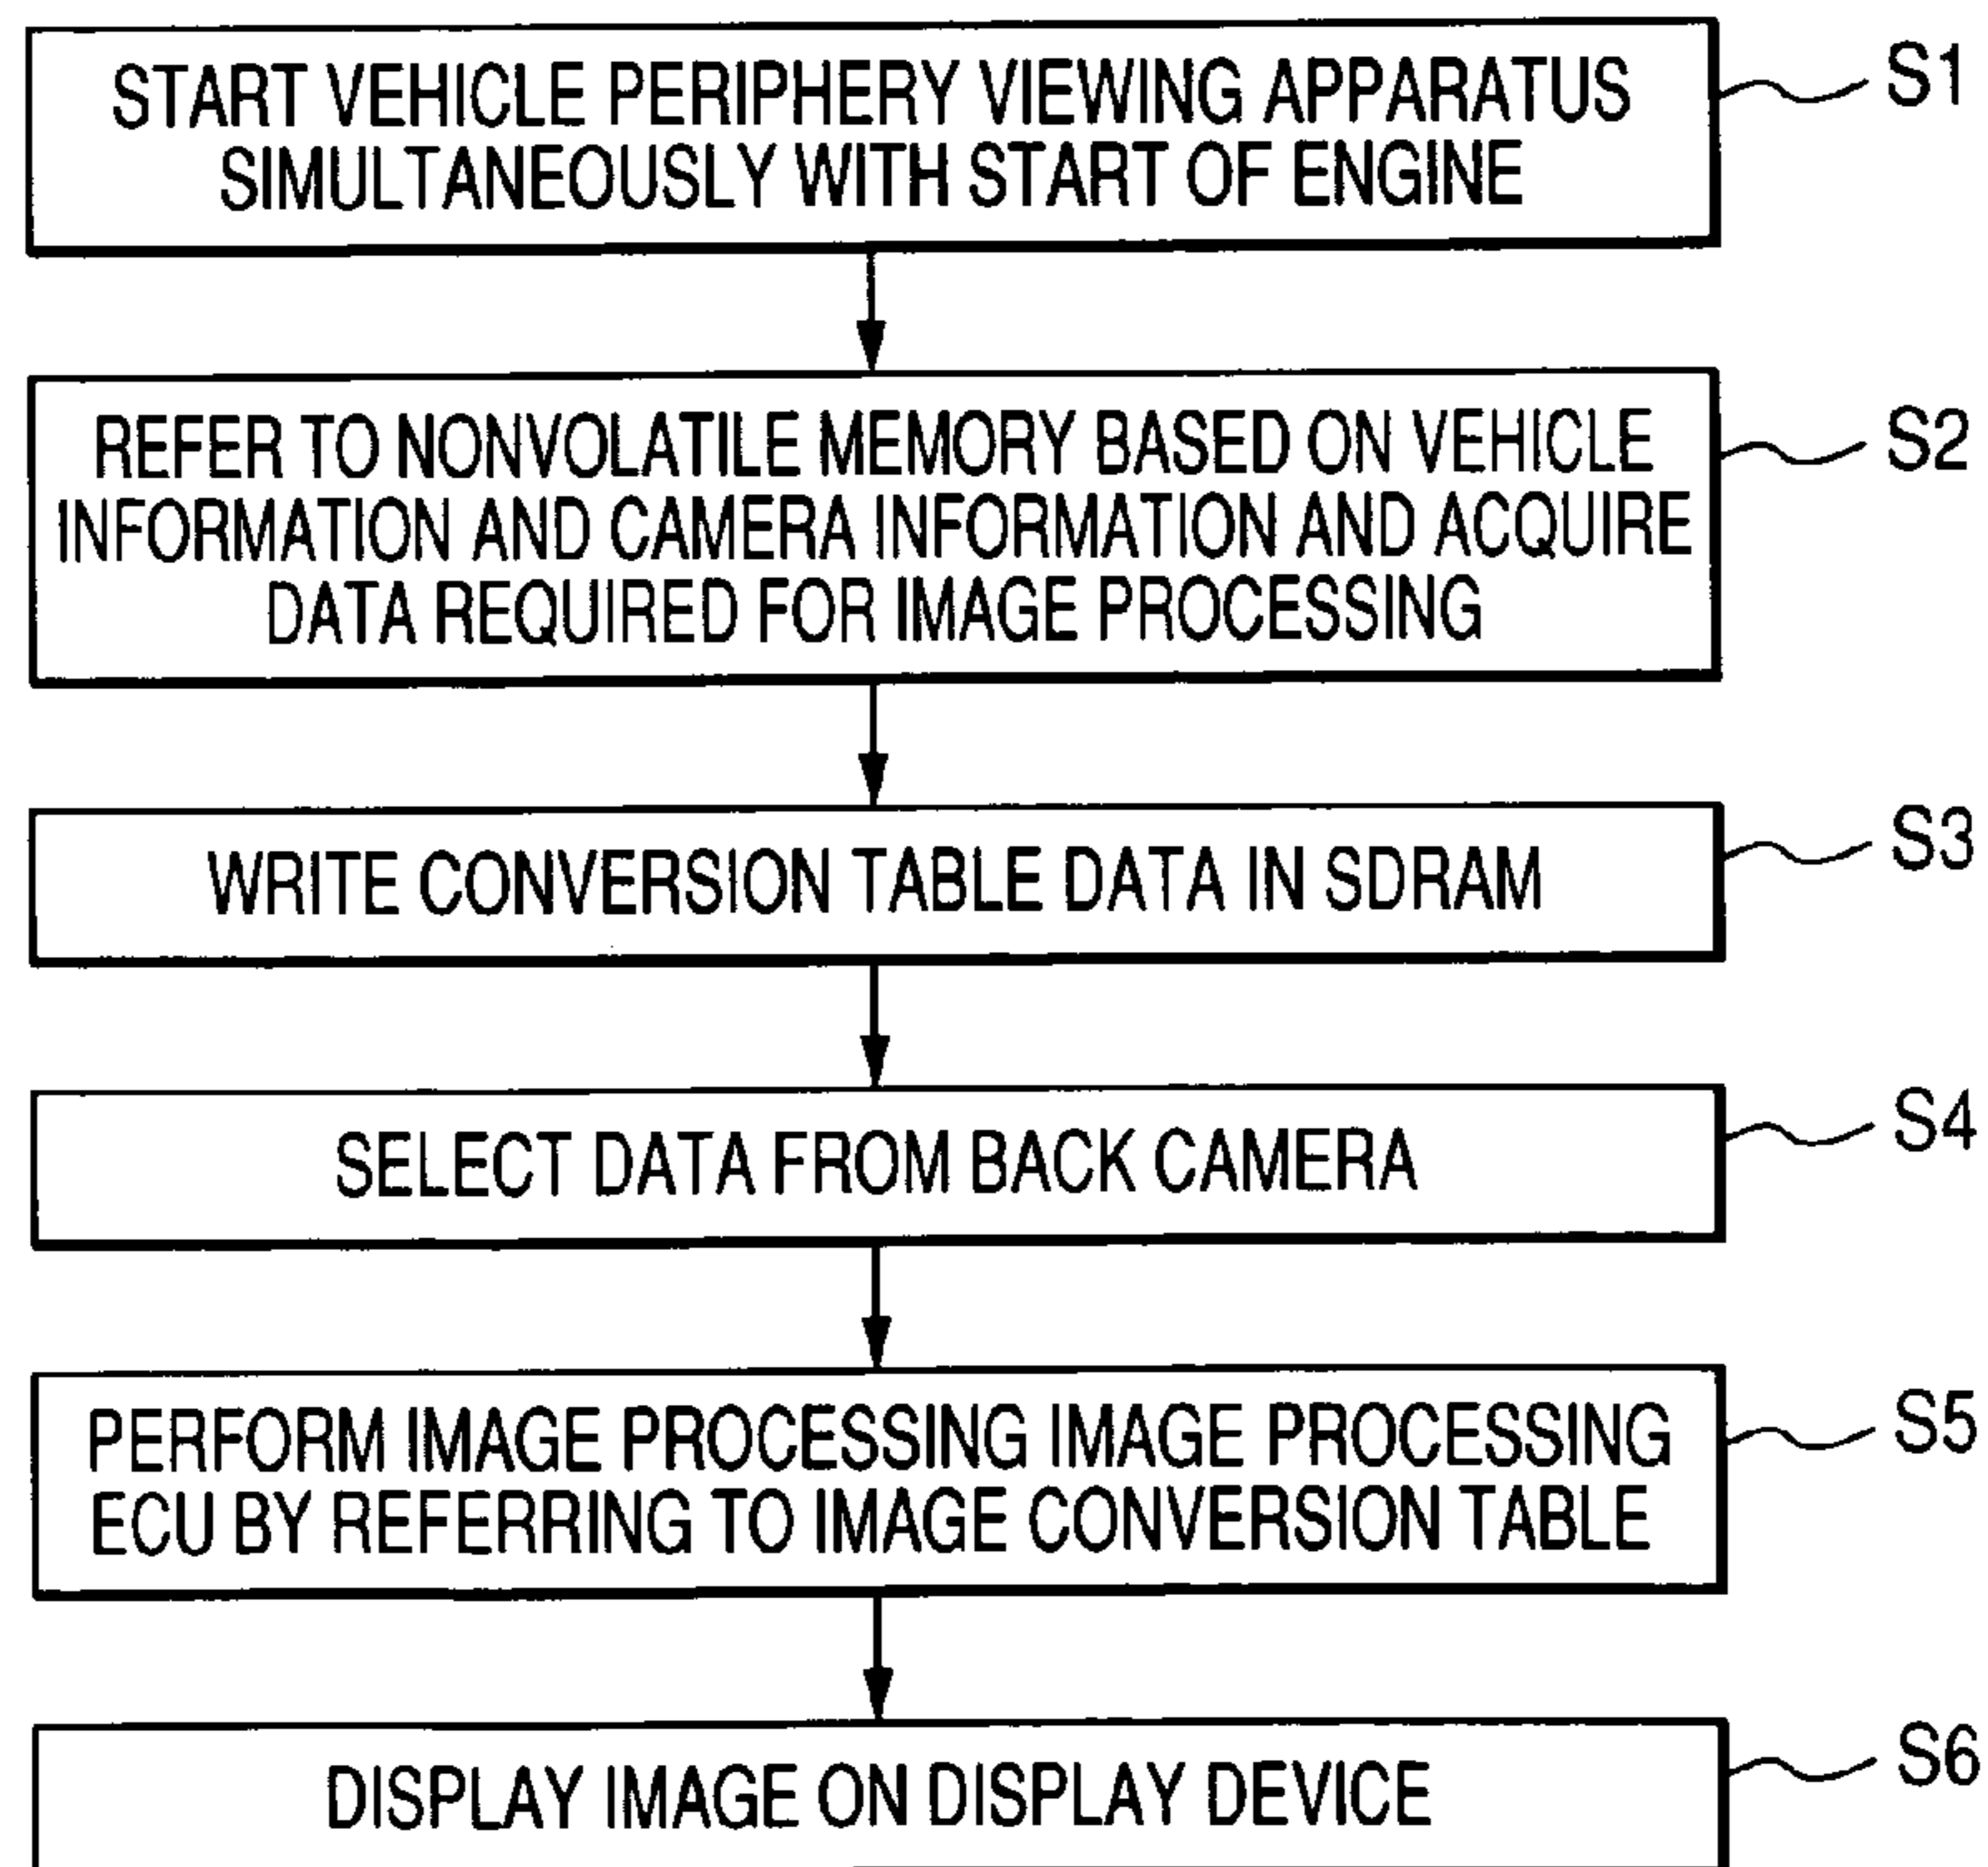 START VEHICLE PERIPHERY VIEWING APPARATUS
SIMULTANEOUSLY WITH START OF ENGINE
S1
REFER TO NONVOLATILE MEMORY BASED ON VEHICLE
INFORMATION AND CAMERA INFORMATION AND ACQUIRE
DATA REQUIRED FOR IMAGE PROCESSING
S2
WRITE CONVERSION TABLE DATA IN SDRAM
S3
SELECT DATA FROM BACK CAMERA
S4
PERFORM IMAGE PROCESSING IMAGE PROCESSING
ECU BY REFERRING TO IMAGE CONVERSION TABLE
S5
DISPLAY IMAGE ON DISPLAY DEVICE
S6